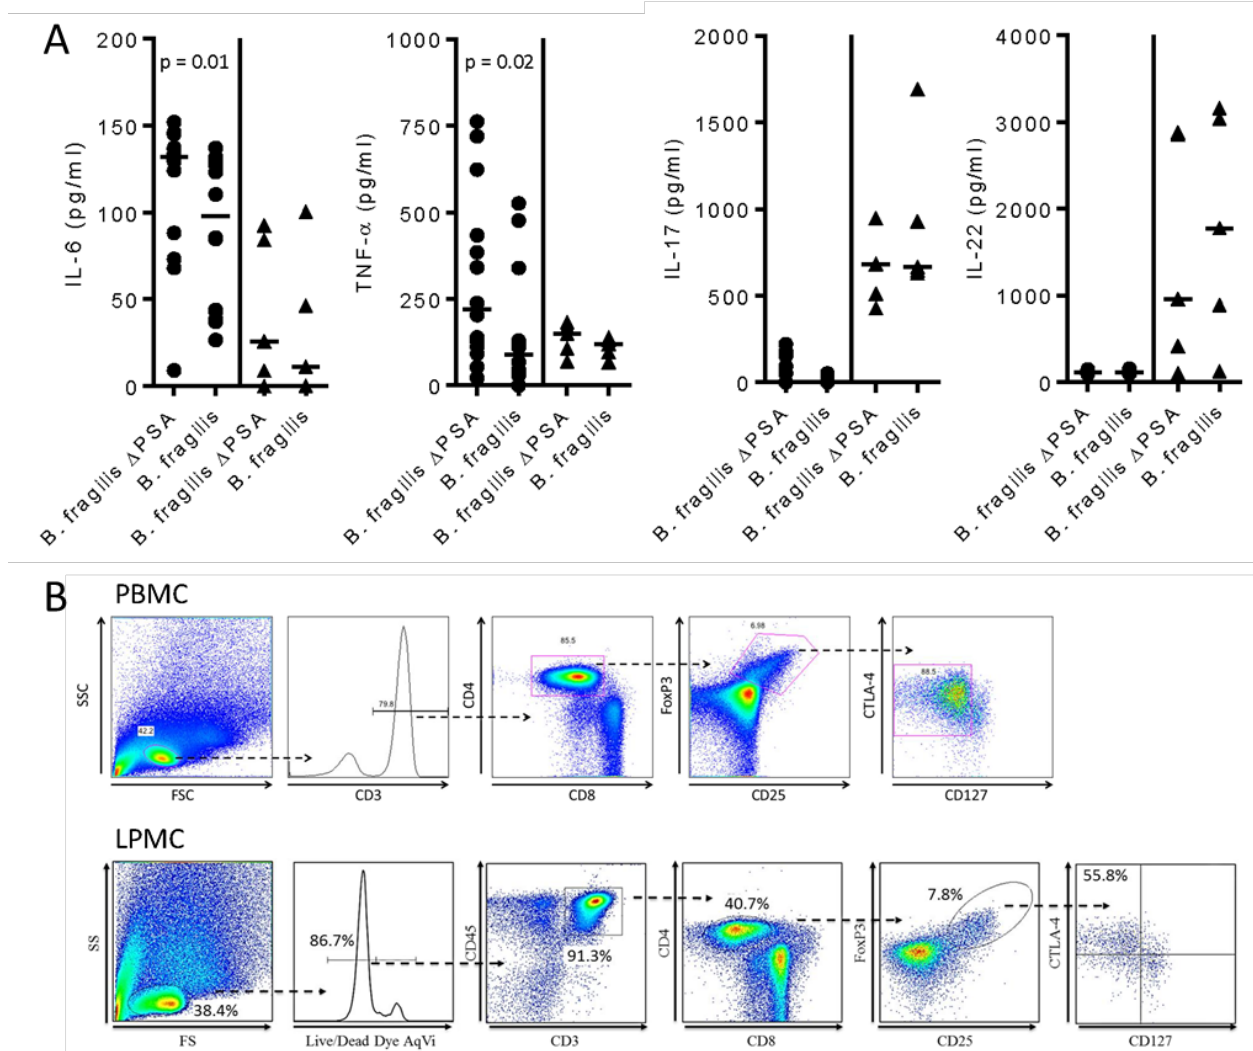 A
200
150
100
50
0
IL-6 (pg/ml)
p = 0.01
B. fragilis ΔPSA
B. fragilis
B. fragilis ΔPSA
B. fragilis
1000
750
500
250
0
TNF-α (pg/ml)
p = 0.02
B. fragilis ΔPSA
B. fragilis
B. fragilis ΔPSA
B. fragilis
2000
1500
1000
500
0
IL-17 (pg/ml)
B. fragilis ΔPSA
B. fragilis
B. fragilis ΔPSA
B. fragilis
4000
3000
2000
1000
0
IL-22 (pg/ml)
B. fragilis ΔPSA
B. fragilis
B. fragilis ΔPSA
B. fragilis
B
PBMC
SSC
42.2
FSC
79.8
CD3
CD4
85.5
CD8
FoxP3
6.98
CD25
CTLA-4
88.5
CD127
LPMC
SS
38.4%
FS
86.7%
Live/Dead Dye AqVi
CD45
91.3%
CD3
CD4
40.7%
CD8
FoxP3
7.8%
CD25
CTLA-4
55.8%
CD127